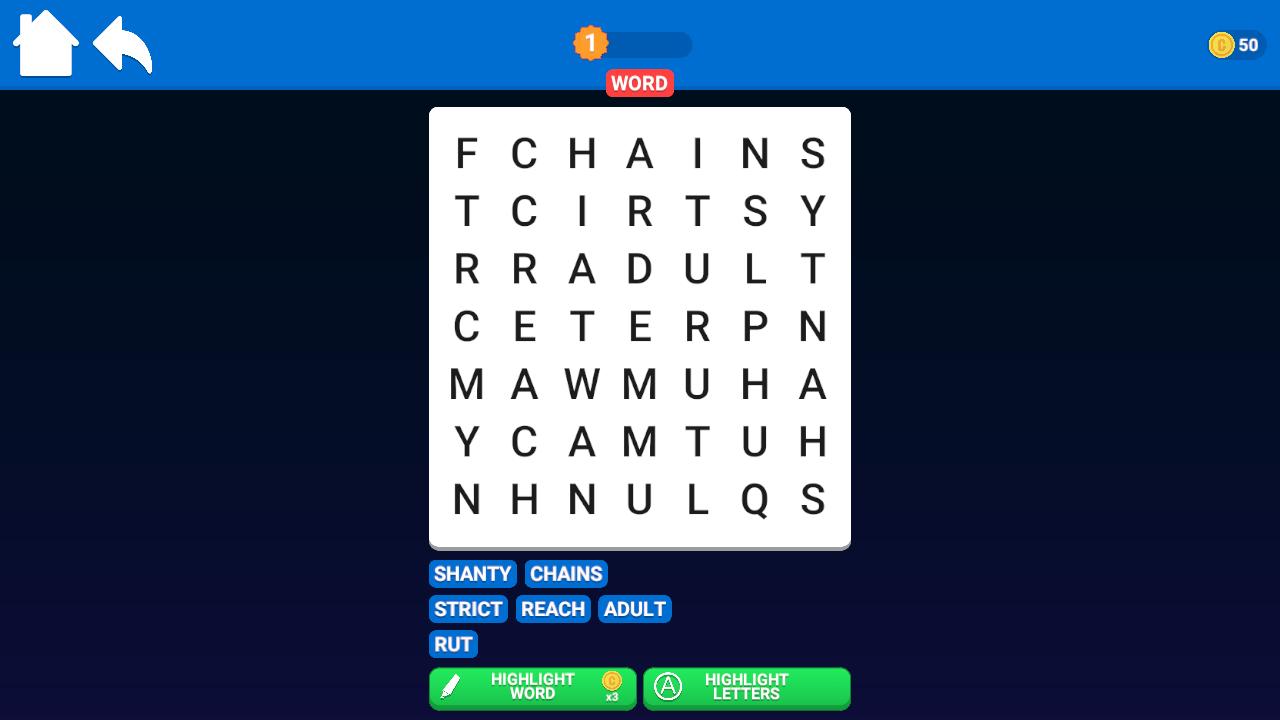 1
50
WORD
F C H A I N S
T C I R T S Y
R R A D U L T
C E T E R P N
M A W M U H A
Y C A M T U H
N H N U L Q S
SHANTY CHAINS
STRICT REACH ADULT
RUT
HIGHLIGHT WORD C x3
A HIGHLIGHT LETTERS